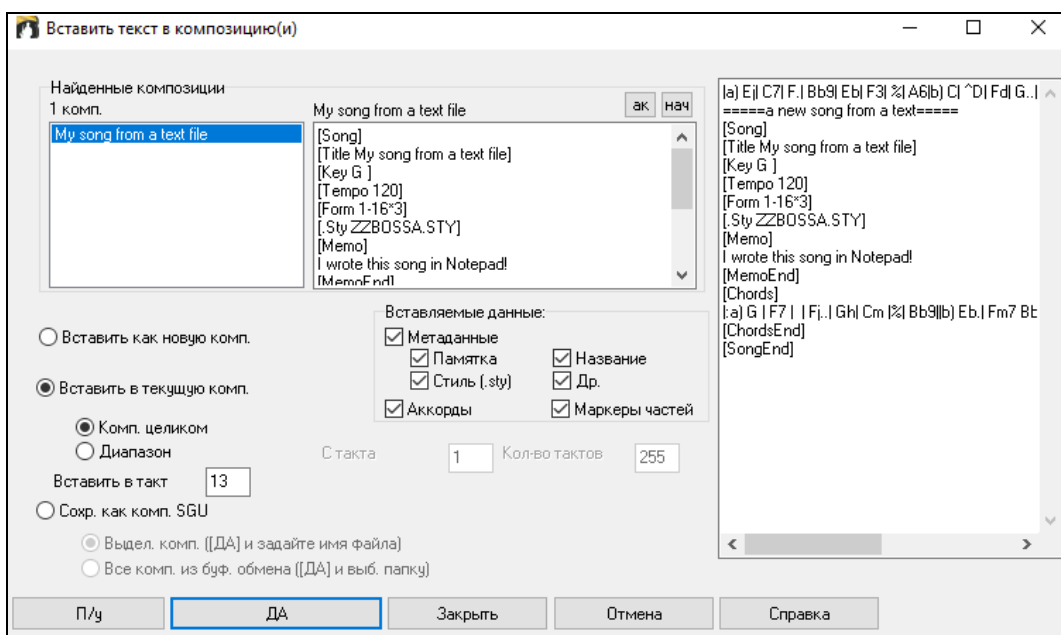 Вставить текст в композицию(и)
Найденные композиции
1 комп.
My song from a text file
ак
нач
My song from a text file
[Song]
[Title My song from a text file]
[Key G ]
[Tempo 120]
[Form 1-16*3]
[.Sty ZZBOSSA.STY]
[Memo]
I wrote this song in Notepad!
[MemoEnd]
|a) Ej| C7| F.| Bb9| Eb| F3| %| A6|b) C| ^D| Fd| G..|
=====a new song from a text=====
[Song]
[Title My song from a text file]
[Key G ]
[Tempo 120]
[Form 1-16*3]
[.Sty ZZBOSSA.STY]
[Memo]
I wrote this song in Notepad!
[MemoEnd]
[Chords]
|:a) G | F7 | | Fj..| Gh| Cm |%| Bb9||b) Eb.| Fm7 Bb
[ChordsEnd]
[SongEnd]
Вставить как новую комп.
Вставить в текущую комп.
Комп. целиком
Диапазон
Вставить в такт 13
Вставляемые данные:
Метаданные
Памятка Название
Стиль (.sty) Др.
Аккорды Маркеры частей
С такта 1 Кол-во тактов 255
Сохр. как комп. SGU
Выдел. комп. ([ДА] и задайте имя файла)
Все комп. из буф. обмена ([ДА] и выб. папку)
П/у ДА Закрыть Отмена Справка